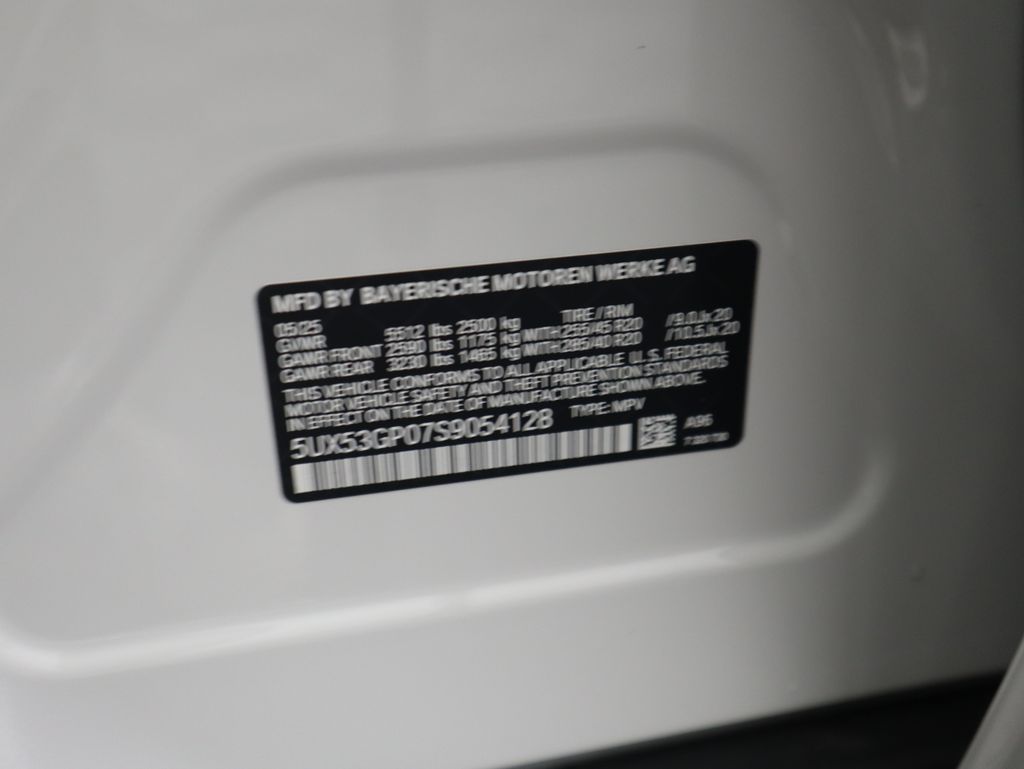 MFD BY BAYERISCHE MOTOREN WERKE AG
05/25 TIRE / RIM
GVWR 5512 lbs 2500 kg
GAWR FRONT 2590 lbs 1175 kg WITH 255/45 R20 /9.0Jx20
GAWR REAR 3230 lbs 1465 kg WITH 285/40 R20 /10.5Jx20
THIS VEHICLE CONFORMS TO ALL APPLICABLE U.S. FEDERAL
MOTOR VEHICLE SAFETY AND THEFT PREVENTION STANDARDS
IN EFFECT ON THE DATE OF MANUFACTURE SHOWN ABOVE.
5UX53GP07S9054128 TYPE: MPV
A96